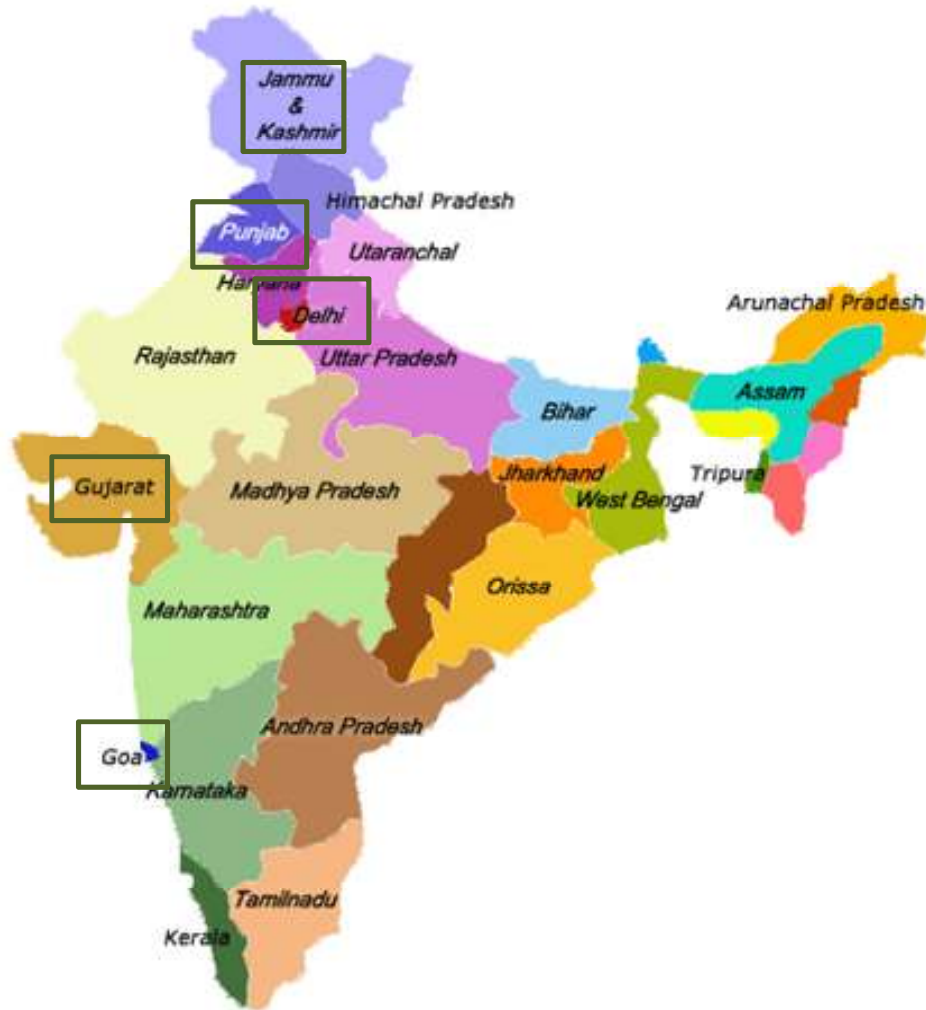 Jammu
&
Kashmir
Himachal Pradesh
Punjab
Utaranchal
Haryana
Arunachal Pradesh
Delhi
Rajasthan
Uttar Pradesh
Assam
Bihar
Jharkhand
Tripura
Gujarat
Madhya Pradesh
West Bengal
Orissa
Maharashtra
Andhra Pradesh
Goa
Karnataka
Tamilnadu
Kerala